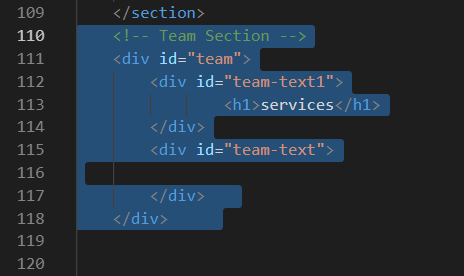 109 </section>
110 <!-- Team Section -->
111 <div id="team">
112 <div id="team-text1">
113 <h1>services</h1>
114 </div>
115 <div id="team-text">
116
117 </div>
118 </div>
119
120